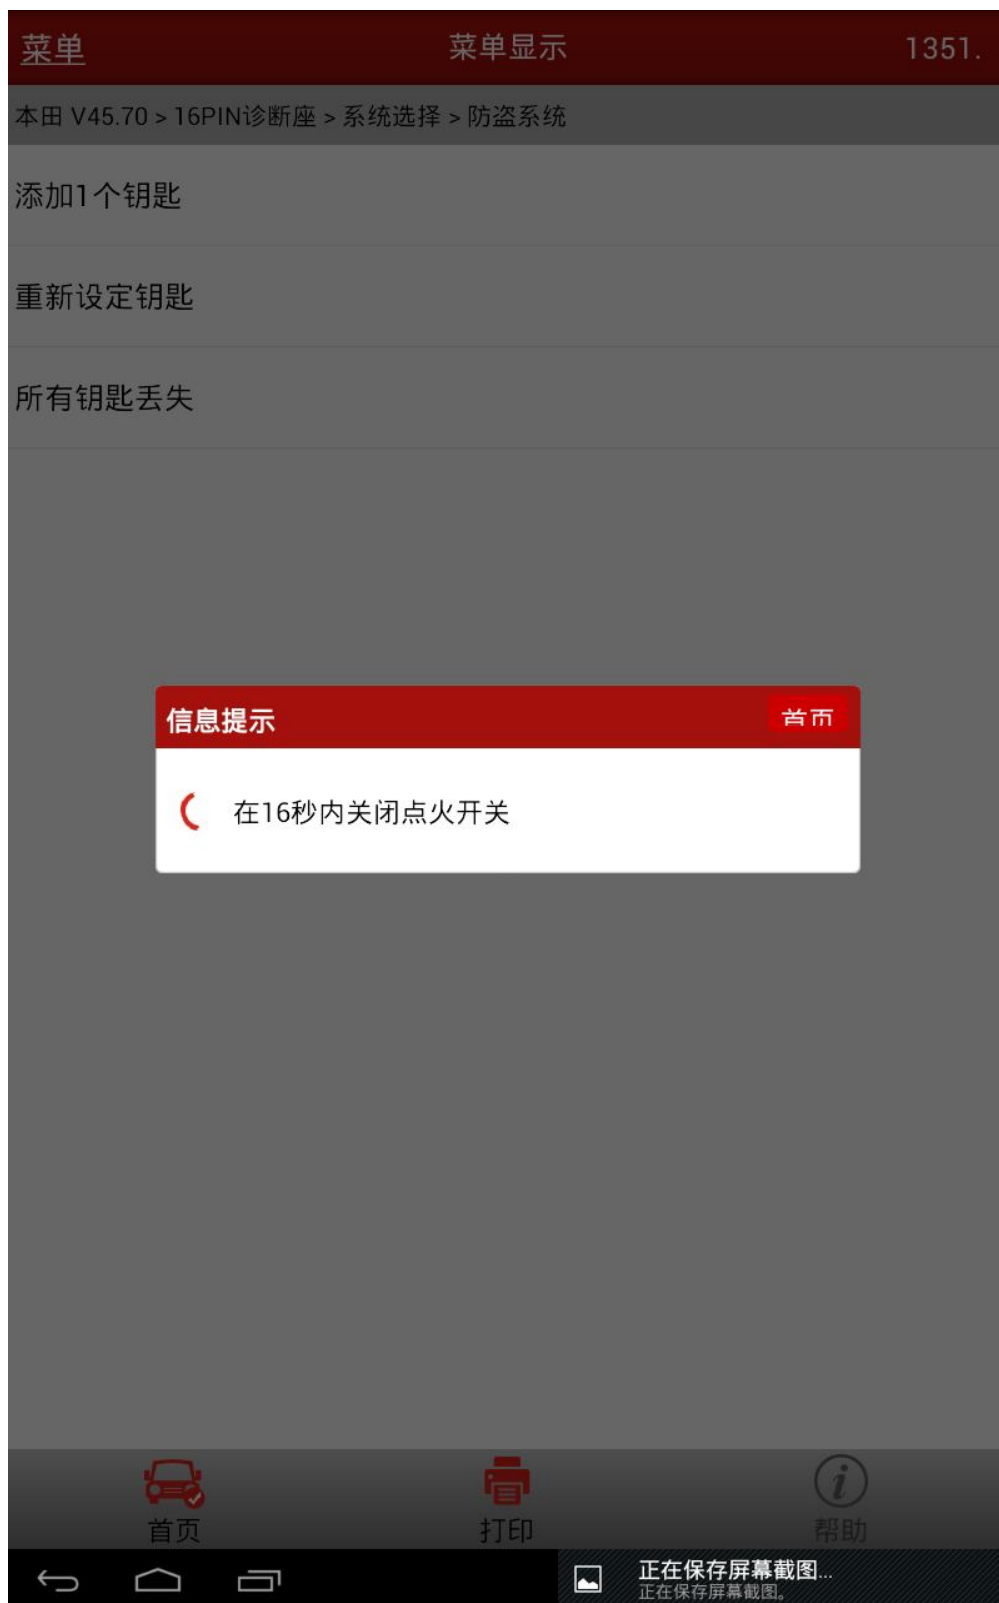 菜单
菜单显示
1351.
本田 V45.70 > 16PIN诊断座 > 系统选择 > 防盗系统
添加1个钥匙
重新设定钥匙
所有钥匙丢失
信息提示
首页
在16秒内关闭点火开关
首页
打印
帮助
正在保存屏幕截图...
正在保存屏幕截图。